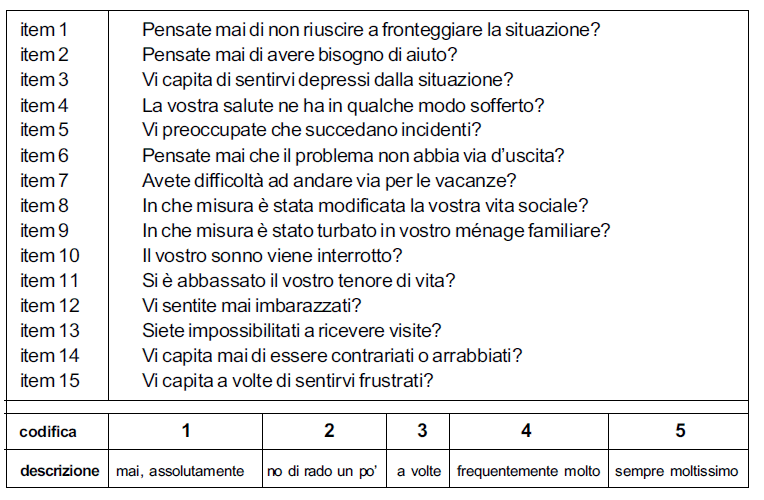 item 1 Pensate mai di non riuscire a fronteggiare la situazione?
item 2 Pensate mai di avere bisogno di aiuto?
item 3 Vi capita di sentirvi depressi dalla situazione?
item 4 La vostra salute ne ha in qualche modo sofferto?
item 5 Vi preoccupate che succedano incidenti?
item 6 Pensate mai che il problema non abbia via d'uscita?
item 7 Avete difficoltà ad andare via per le vacanze?
item 8 In che misura è stata modificata la vostra vita sociale?
item 9 In che misura è stato turbato in vostro ménage familiare?
item 10 Il vostro sonno viene interrotto?
item 11 Si è abbassato il vostro tenore di vita?
item 12 Vi sentite mai imbarazzati?
item 13 Siete impossibilitati a ricevere visite?
item 14 Vi capita mai di essere contrariati o arrabbiati?
item 15 Vi capita a volte di sentirvi frustrati?
codifica 1 2 3 4 5
descrizione mai, assolutamente no di rado un po' a volte frequentemente molto sempre moltissimo